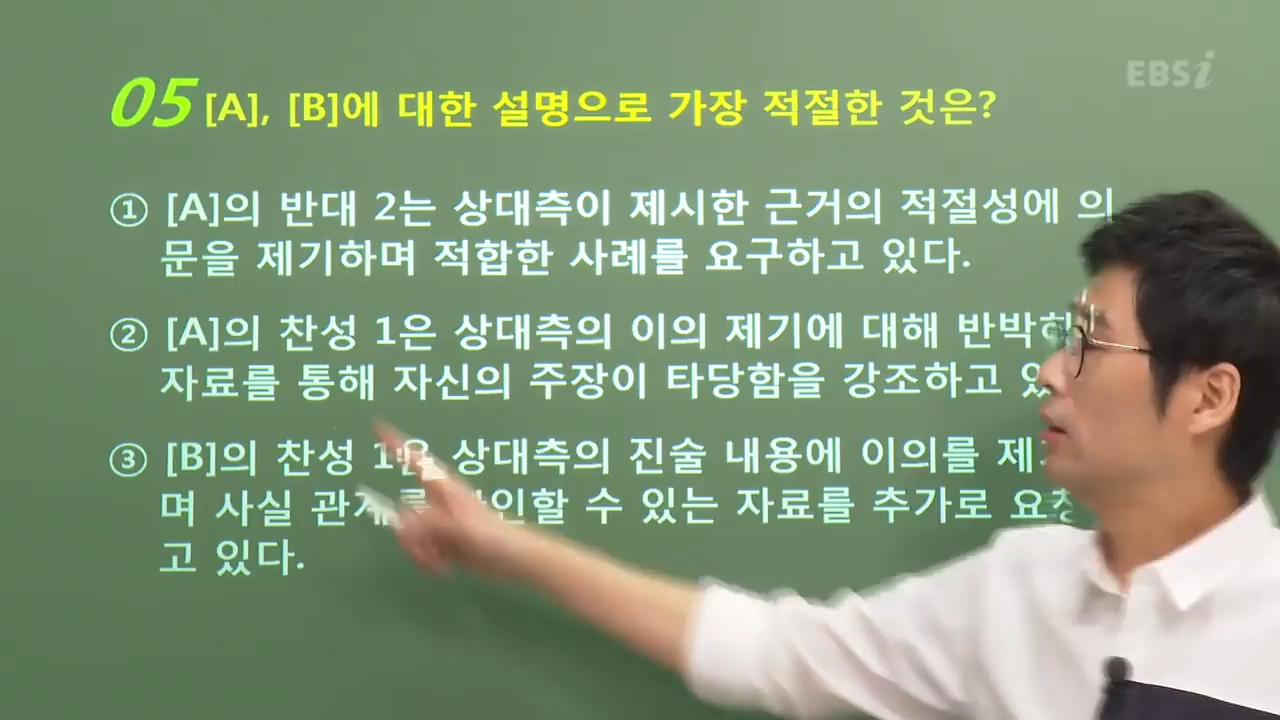 EBSi
05 [A], [B]에 대한 설명으로 가장 적절한 것은?
① [A]의 반대 2는 상대측이 제시한 근거의 적절성에 의
문을 제기하며 적합한 사례를 요구하고 있다.
② [A]의 찬성 1은 상대측의 이의 제기에 대해
자료를 통해 자신의 주장이 타당함을 강조하고
③ [B]의 찬성 1은 상대측의 진술 내용에 이의를
며 사실 수 있는 자료를 추가로
고 있다.